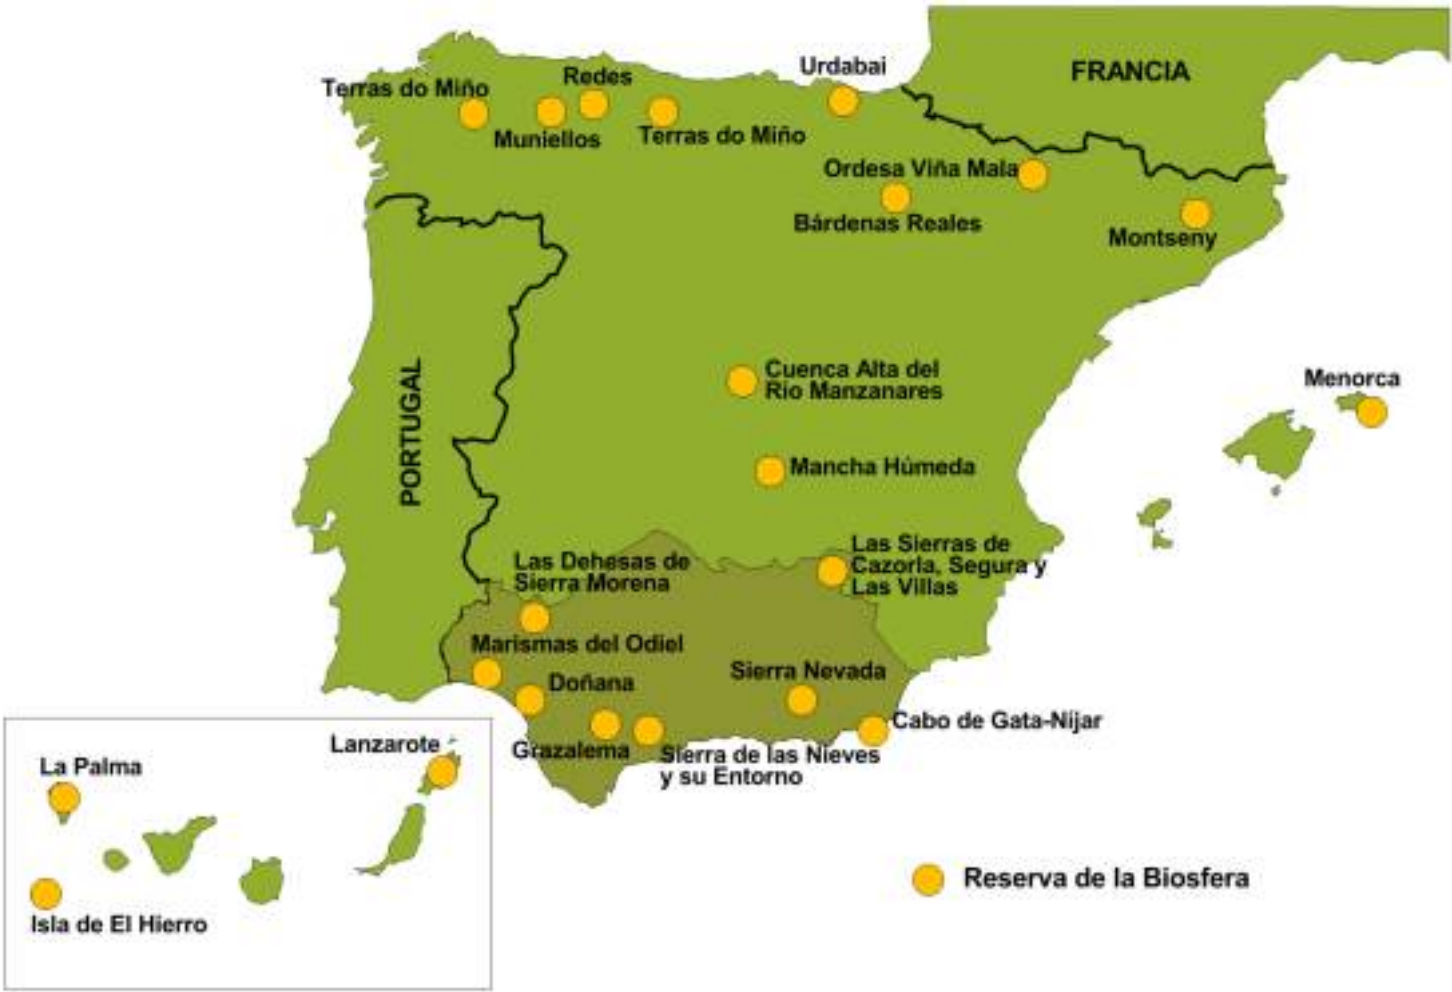 Urdabai
FRANCIA
Redes
Terras do Miño
Muniellos
Terras do Miño
Ordesa Viña Mala
Bárdenas Reales
Montseny
Cuenca Alta del
Rio Manzanares
Menorca
PORTUGAL
Mancha Húmeda
Las Dehesas de
Sierra Morena
Las Sierras de
Cazorla, Segura y
Las Villas
Marismas del Odiel
Doñana
Sierra Nevada
Cabo de Gata-Nijar
Grazalema
Sierra de las Nieves
y su Entorno
Lanzarote
La Palma
Isla de El Hierro
Reserva de la Biosfera